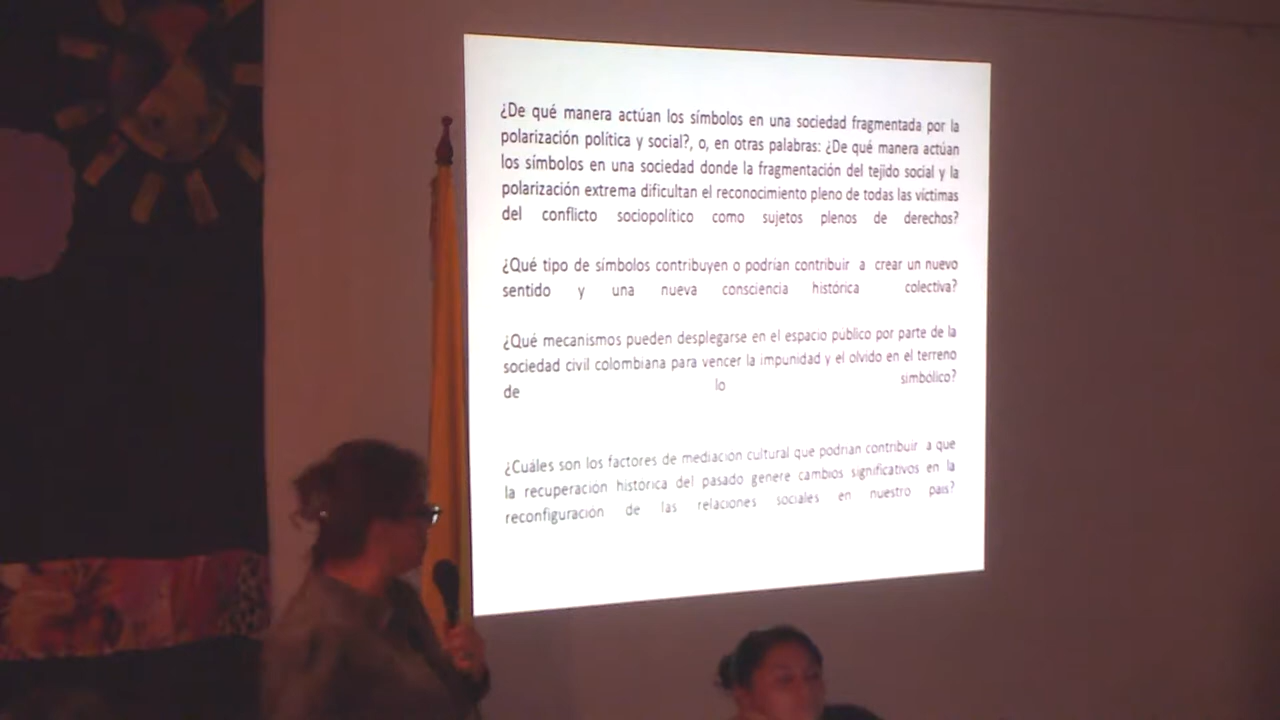 ¿De qué manera actúan los símbolos en una sociedad fragmentada por la
polarización política y social?, o, en otras palabras: ¿De qué manera actúan
los símbolos en una sociedad donde la fragmentación del tejido social y la
polarización extrema dificultan el reconocimiento pleno de todas las víctimas
del conflicto sociopolítico como sujetos plenos de derechos?
¿Qué tipo de símbolos contribuyen o podrían contribuir a crear un nuevo
sentido y una nueva consciencia histórica colectiva?
¿Qué mecanismos pueden desplegarse en el espacio público por parte de la
sociedad civil colombiana para vencer la impunidad y el olvido en el terreno
de lo simbólico?
¿Cuáles son los factores de mediación cultural que podrían contribuir a que
la recuperación histórica del pasado genere cambios significativos en la
reconfiguración de las relaciones sociales en nuestro país?